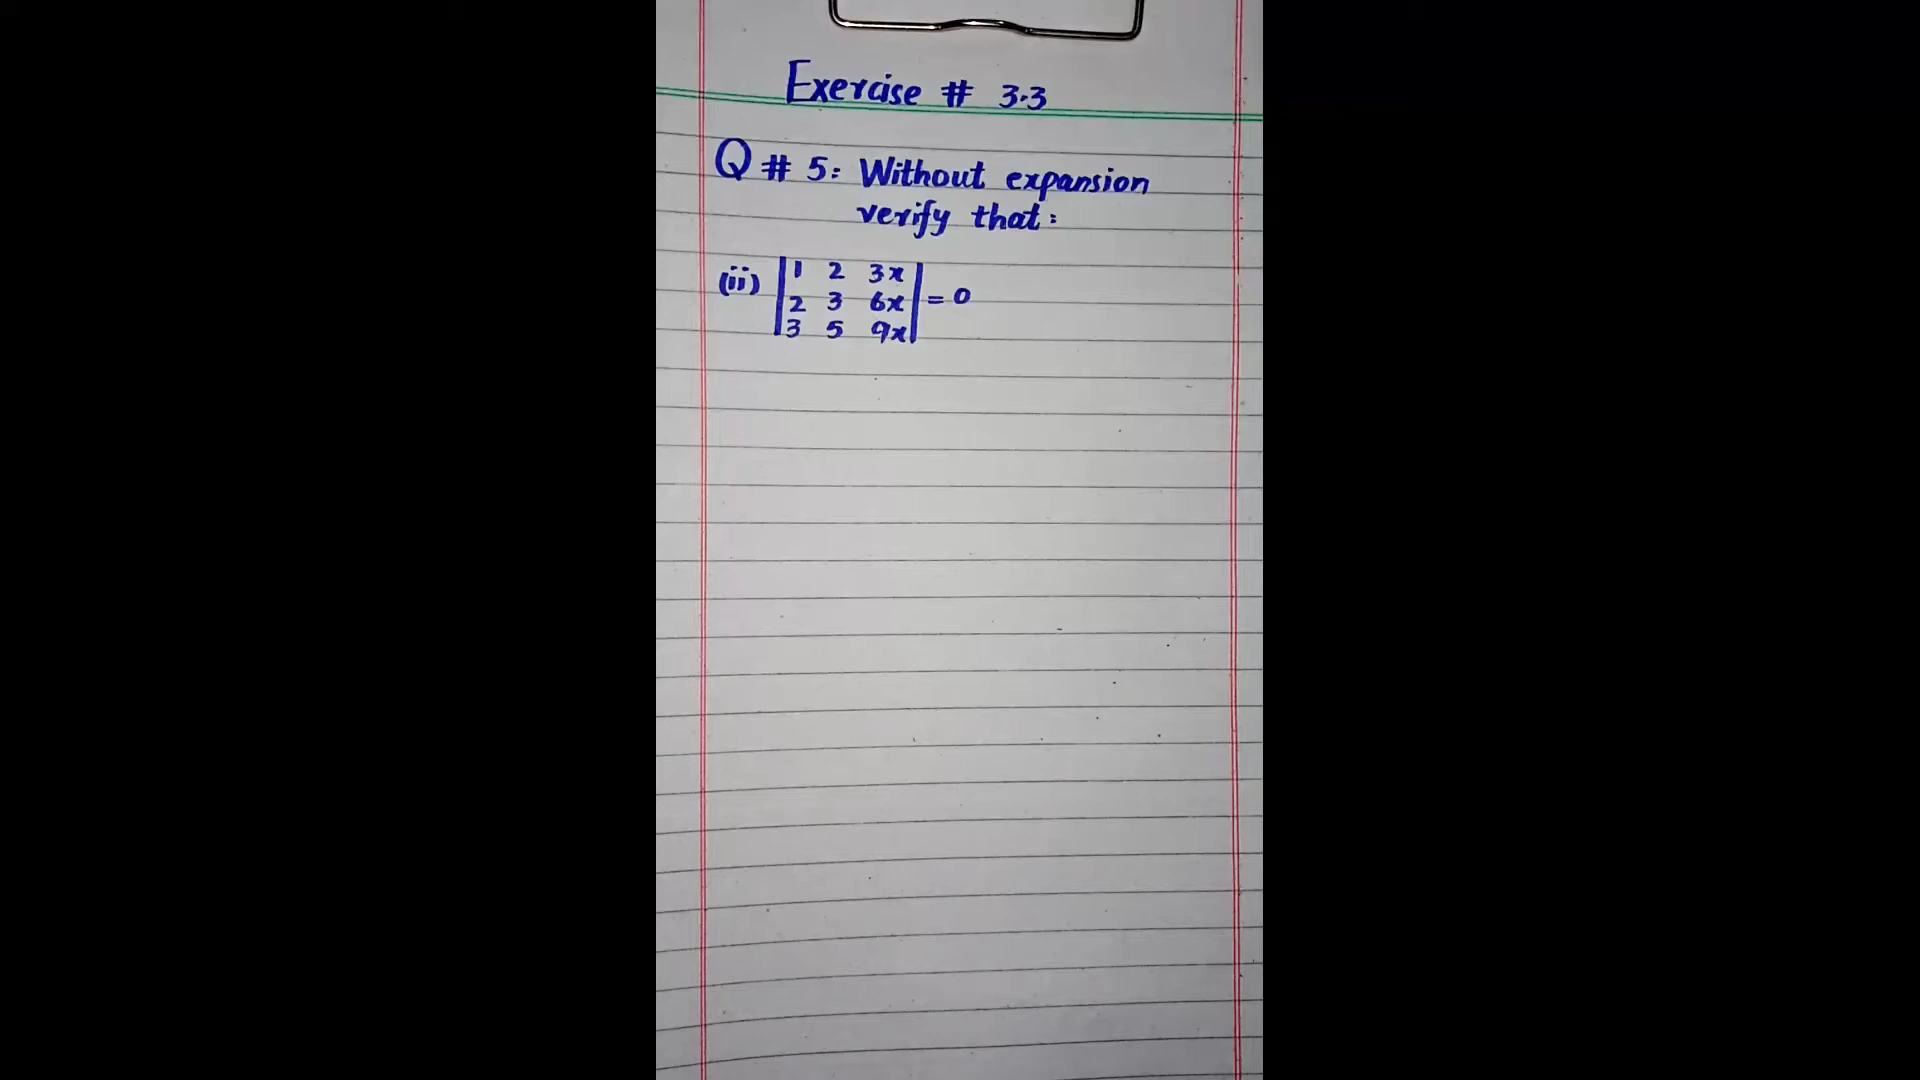 Exercise # 3.3
Q # 5: Without expansion
verify that:
(ii) | 1 2 3x |
| 2 3 6x | = 0
| 3 5 9x |